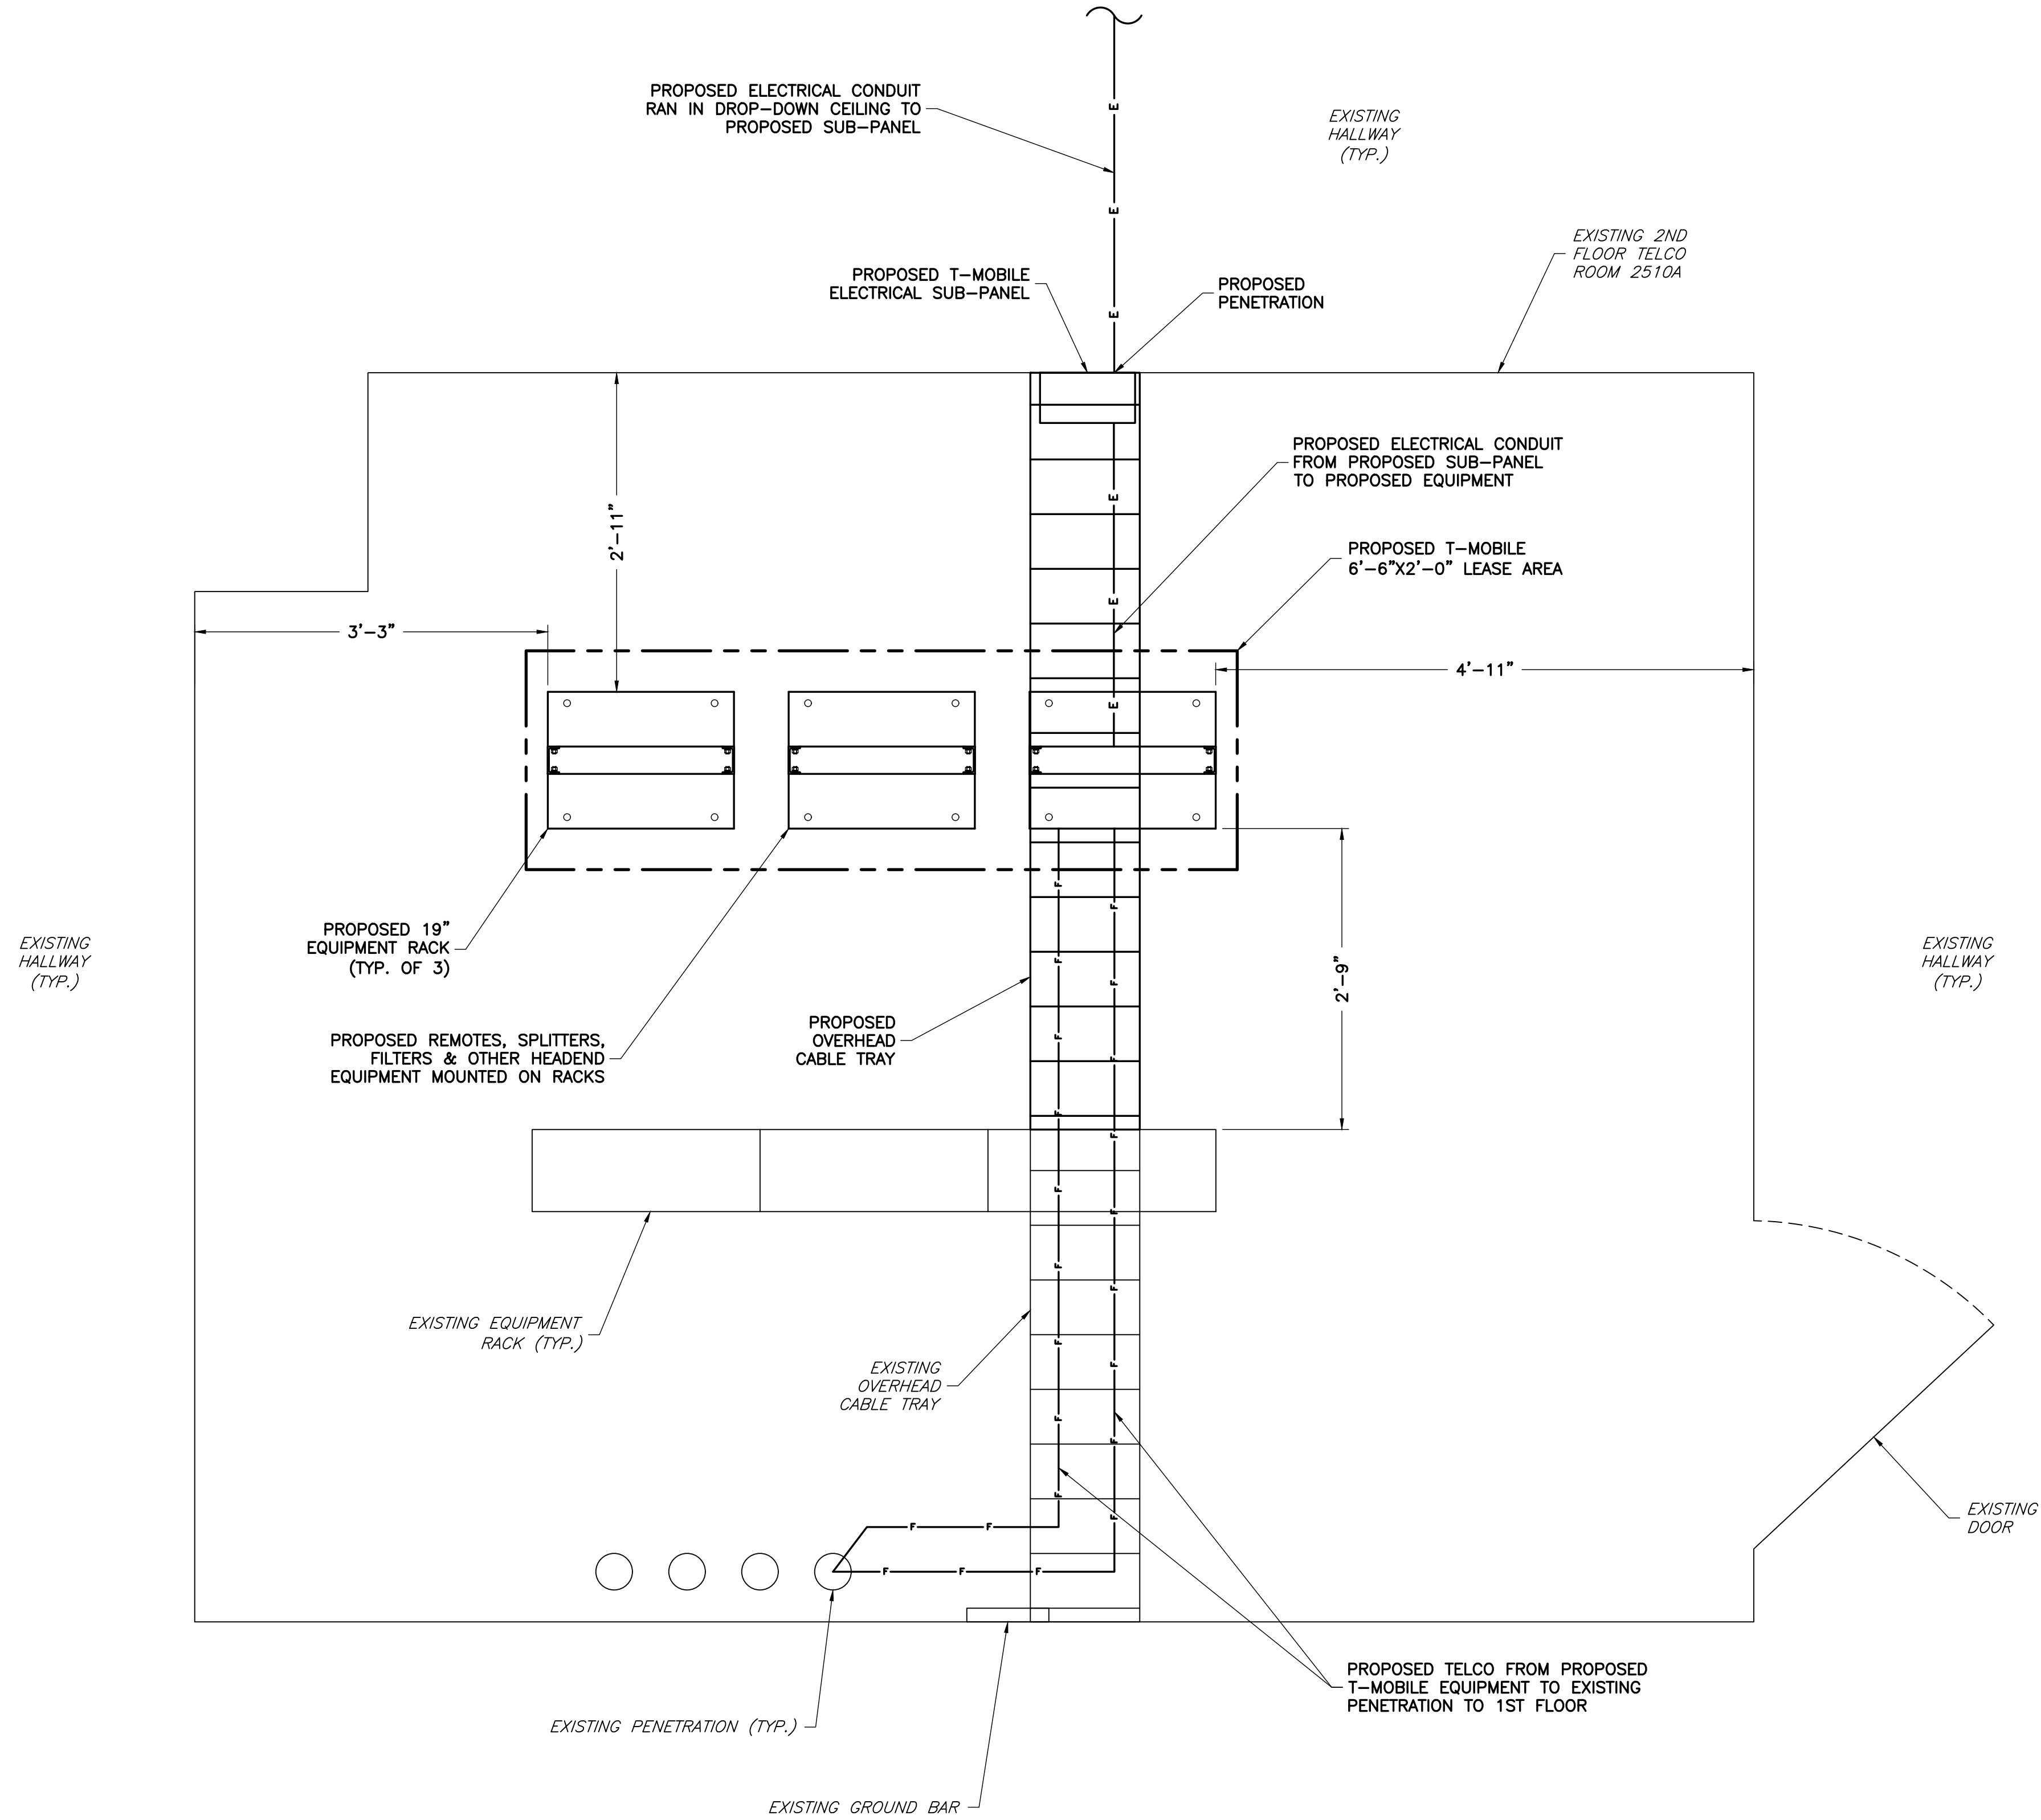 PROPOSED ELECTRICAL CONDUIT
RAN IN DROP-DOWN CEILING TO
PROPOSED SUB-PANEL
E
EXISTING
HALLWAY
(TYP.)
E
EXISTING 2ND
FLOOR TELCO
ROOM 2510A
PROPOSED T-MOBILE
ELECTRICAL SUB-PANEL
PROPOSED
PENETRATION
E
PROPOSED ELECTRICAL CONDUIT
FROM PROPOSED SUB-PANEL
TO PROPOSED EQUIPMENT
E
2'-11"
PROPOSED T-MOBILE
6'-6"X2'-0" LEASE AREA
E
3'-3"
4'-11"
E
F
F
PROPOSED 19"
EQUIPMENT RACK
(TYP. OF 3)
EXISTING
HALLWAY
(TYP.)
EXISTING
HALLWAY
(TYP.)
F
F
2'-9"
PROPOSED
OVERHEAD
CABLE TRAY
PROPOSED REMOTES, SPLITTERS,
FILTERS & OTHER HEADEND
EQUIPMENT MOUNTED ON RACKS
F
F
F
F
F
F
F
F
EXISTING EQUIPMENT
RACK (TYP.)
F
F
EXISTING
OVERHEAD
CABLE TRAY
F
F
F
F
F
F
F
F
F
EXISTING
DOOR
PROPOSED TELCO FROM PROPOSED
T-MOBILE EQUIPMENT TO EXISTING
PENETRATION TO 1ST FLOOR
EXISTING PENETRATION (TYP.)
EXISTING GROUND BAR